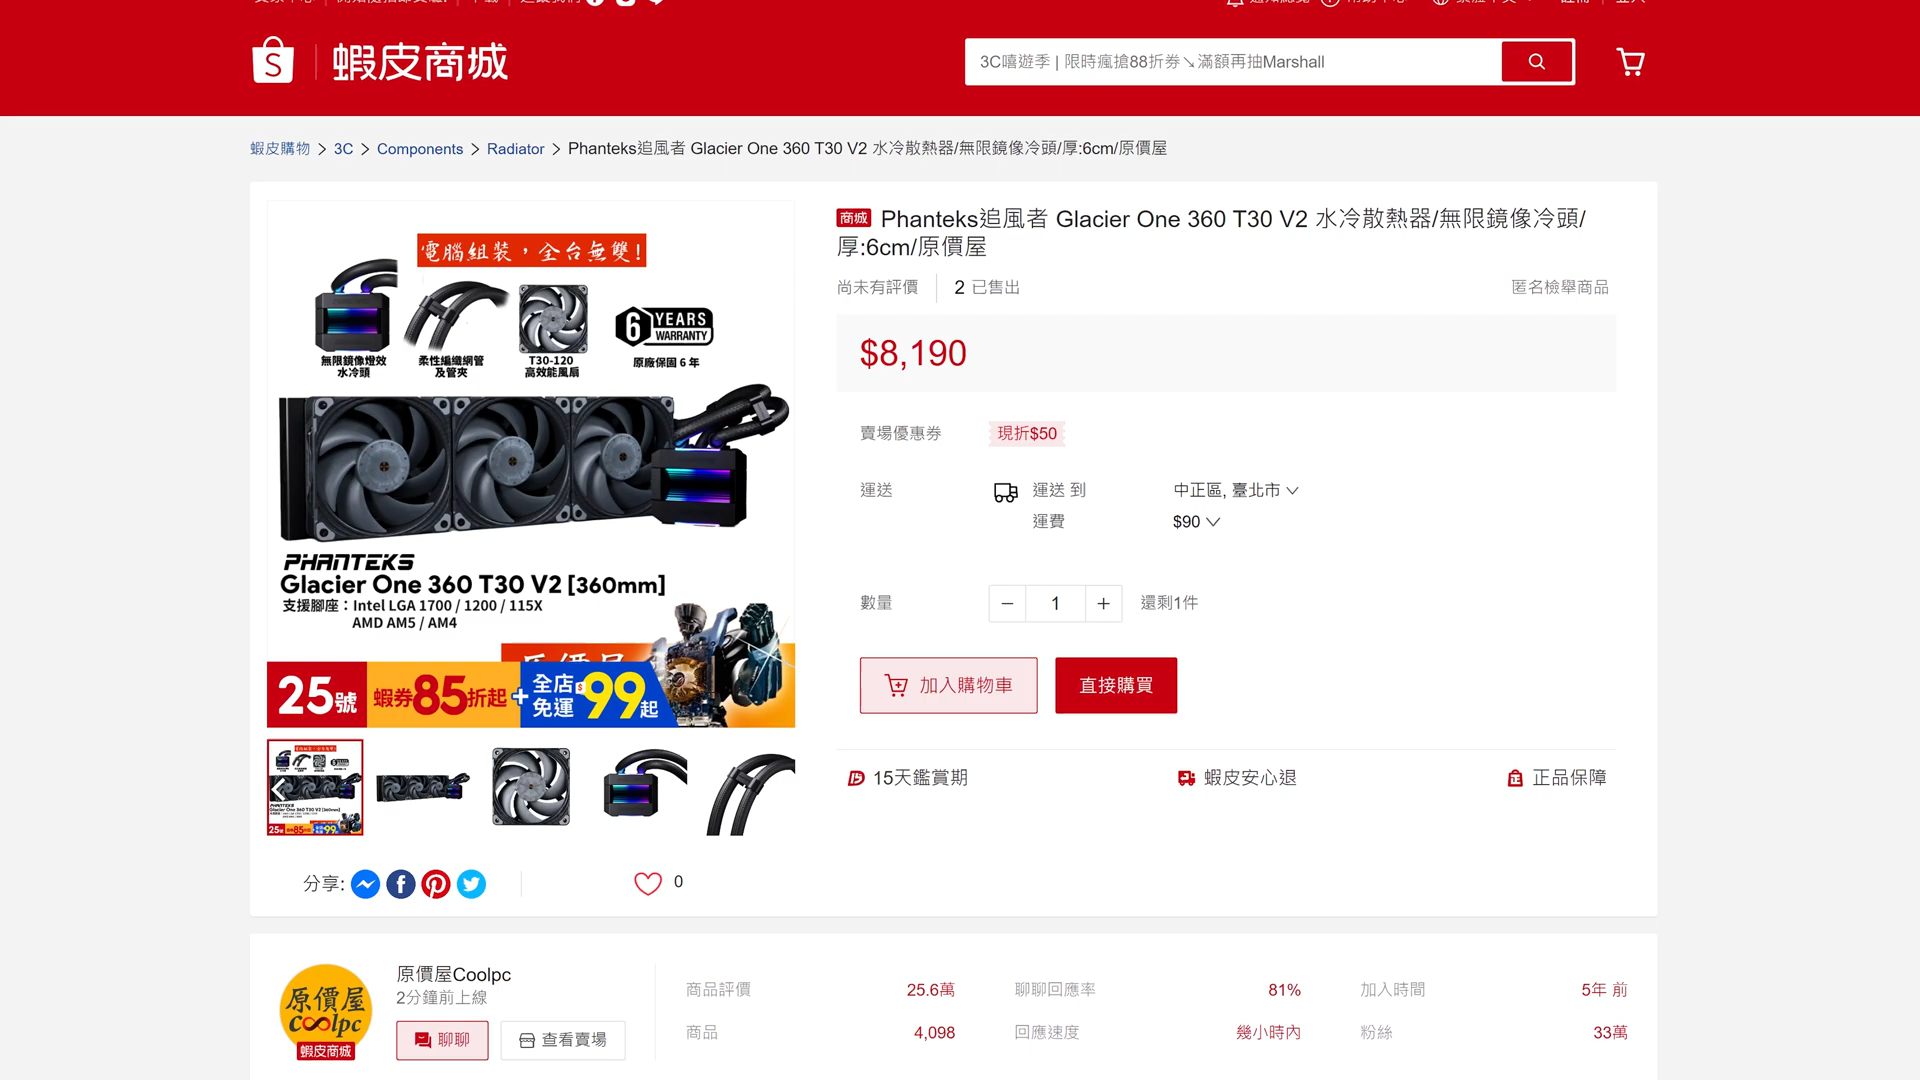 蝦皮商城
3C嘻遊季 | 限時瘋搶88折券↘滿額再抽Marshall
蝦皮購物 > 3C > Components > Radiator > Phanteks追風者 Glacier One 360 T30 V2 水冷散熱器/無限鏡像冷頭/厚:6cm/原價屋
電腦組裝，全台無雙!
無限鏡像燈效
水冷頭
柔性編織網管
及管夾
T30-120
高效能風扇
6 YEARS WARRANTY
原廠保固 6 年
PHANTEKS
Glacier One 360 T30 V2 [360mm]
支援腳座：Intel LGA 1700 / 1200 / 115X
AMD AM5 / AM4
25號
蝦券85折起
+
全店免運$99起
商城 Phanteks追風者 Glacier One 360 T30 V2 水冷散熱器/無限鏡像冷頭/
厚:6cm/原價屋
尚未有評價
2 已售出
匿名檢舉商品
$8,190
賣場優惠券
現折$50
運送
運送 到
中正區, 臺北市
運費
$90
數量
1
還剩1件
加入購物車
直接購買
15天鑑賞期
蝦皮安心退
正品保障
分享:
0
原價屋
coolpc
蝦皮商城
原價屋Coolpc
2分鐘前上線
聊聊
查看賣場
商品評價
25.6萬
聊聊回應率
81%
加入時間
5年 前
商品
4,098
回應速度
幾小時內
粉絲
33萬